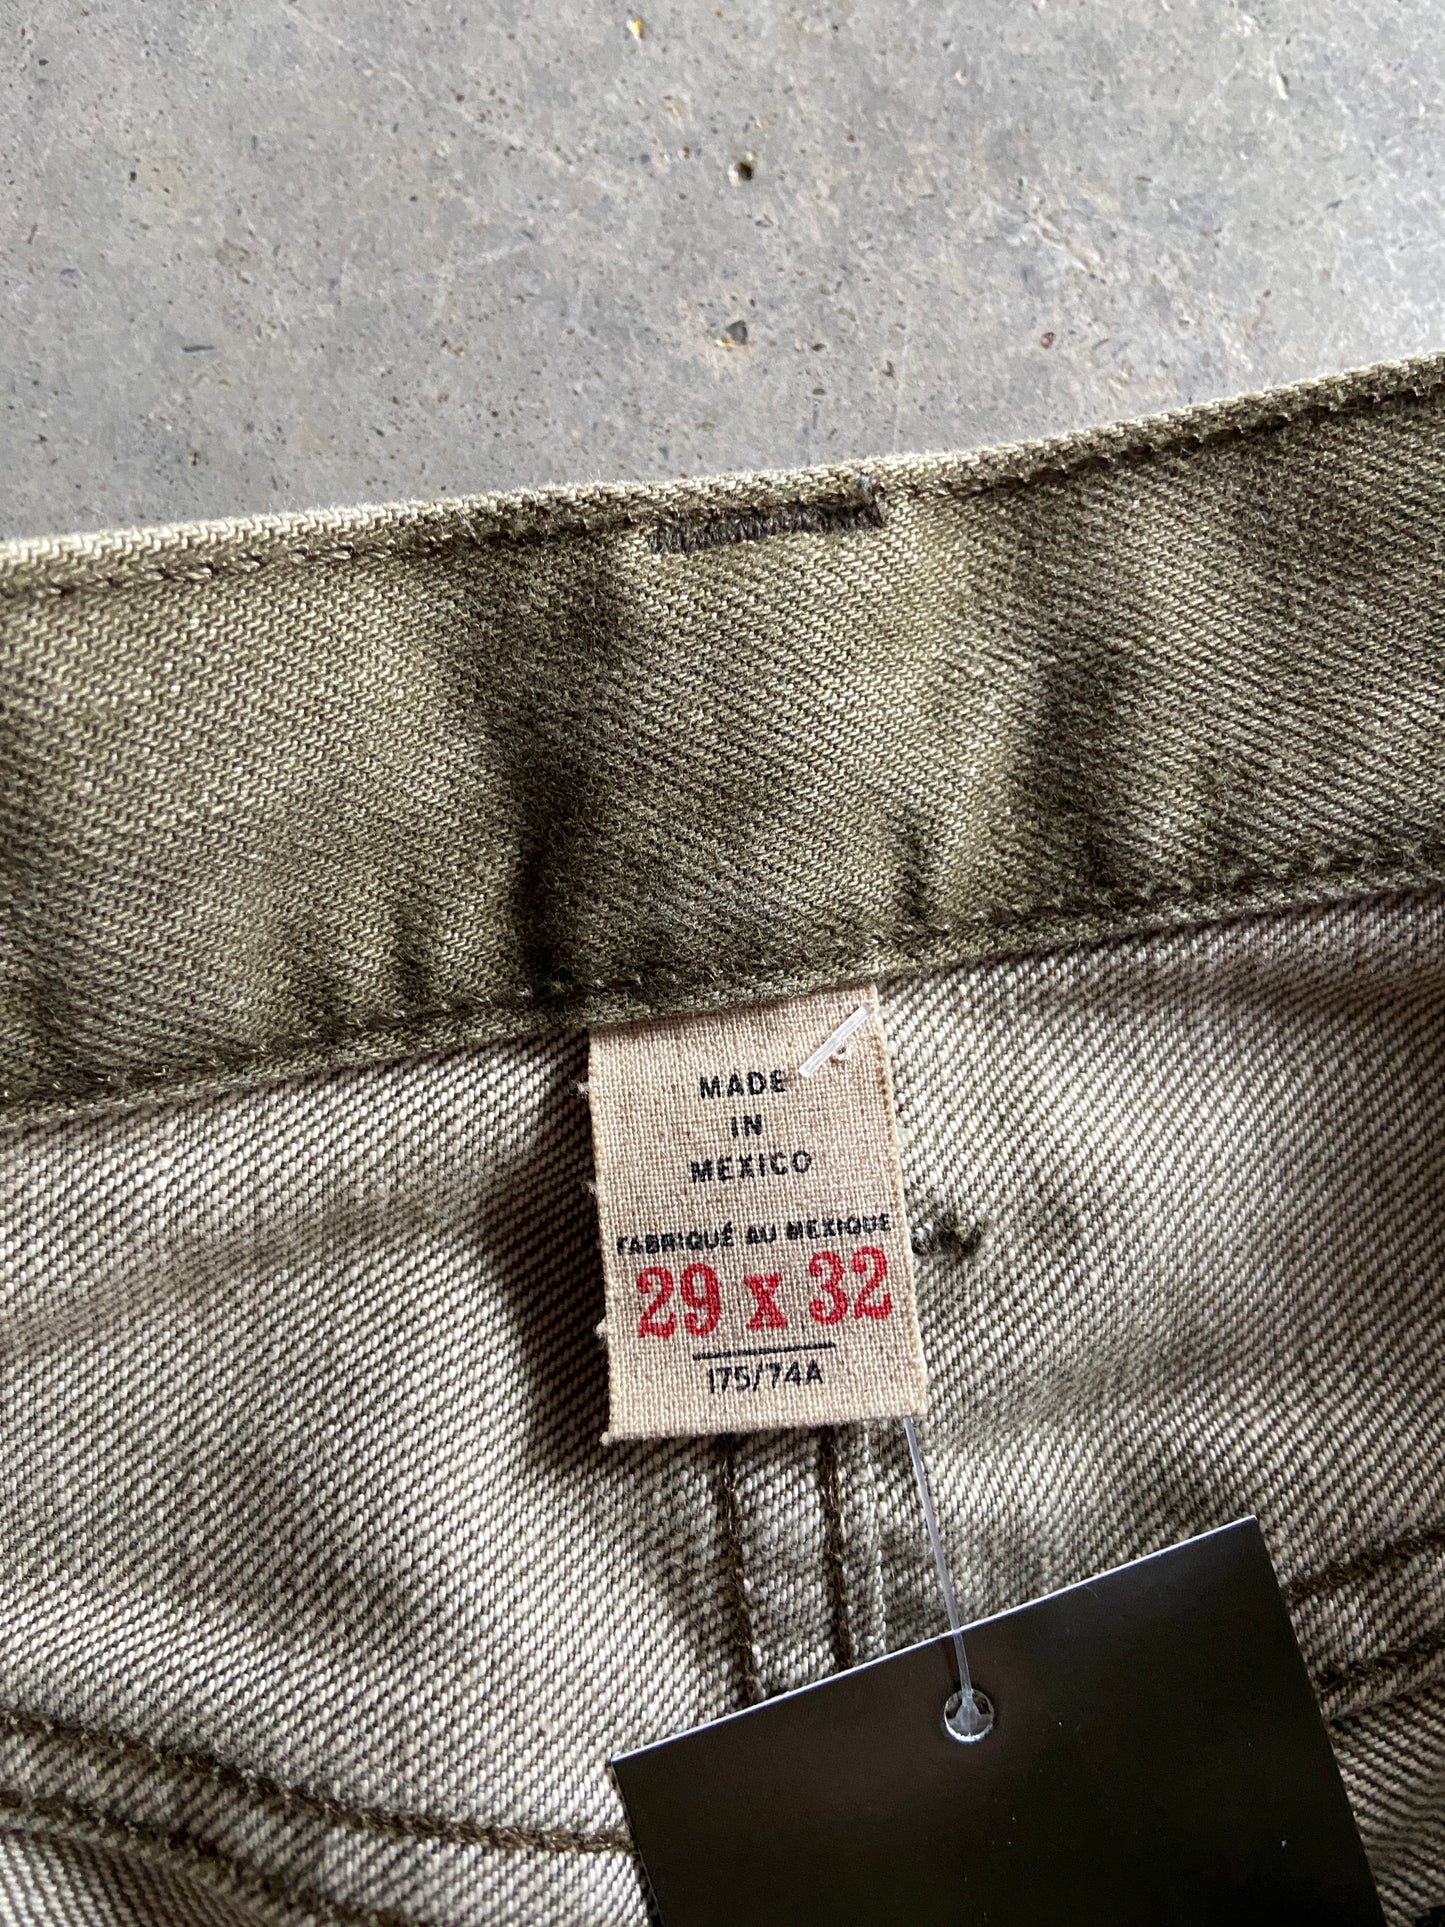 MADE
IN
MEXICO
FABRIQUÉ AU MEXIQUE
29 x 32
175/74A